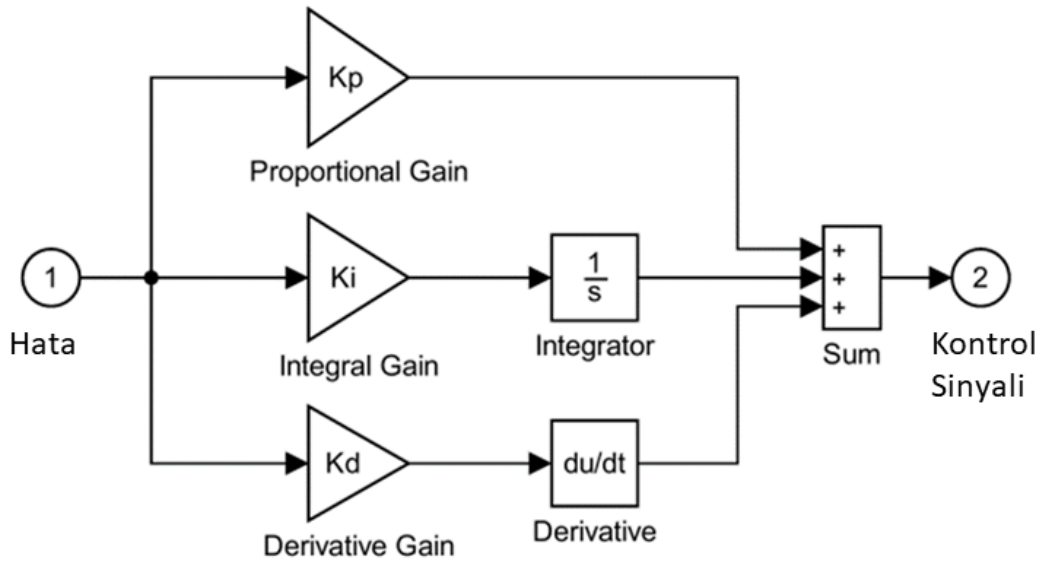 Kp
Proportional Gain
1
Hata
Ki
Integral Gain
1
s
Integrator
Kd
Derivative Gain
du/dt
Derivative
+
+
+
Sum
2
Kontrol
Sinyali